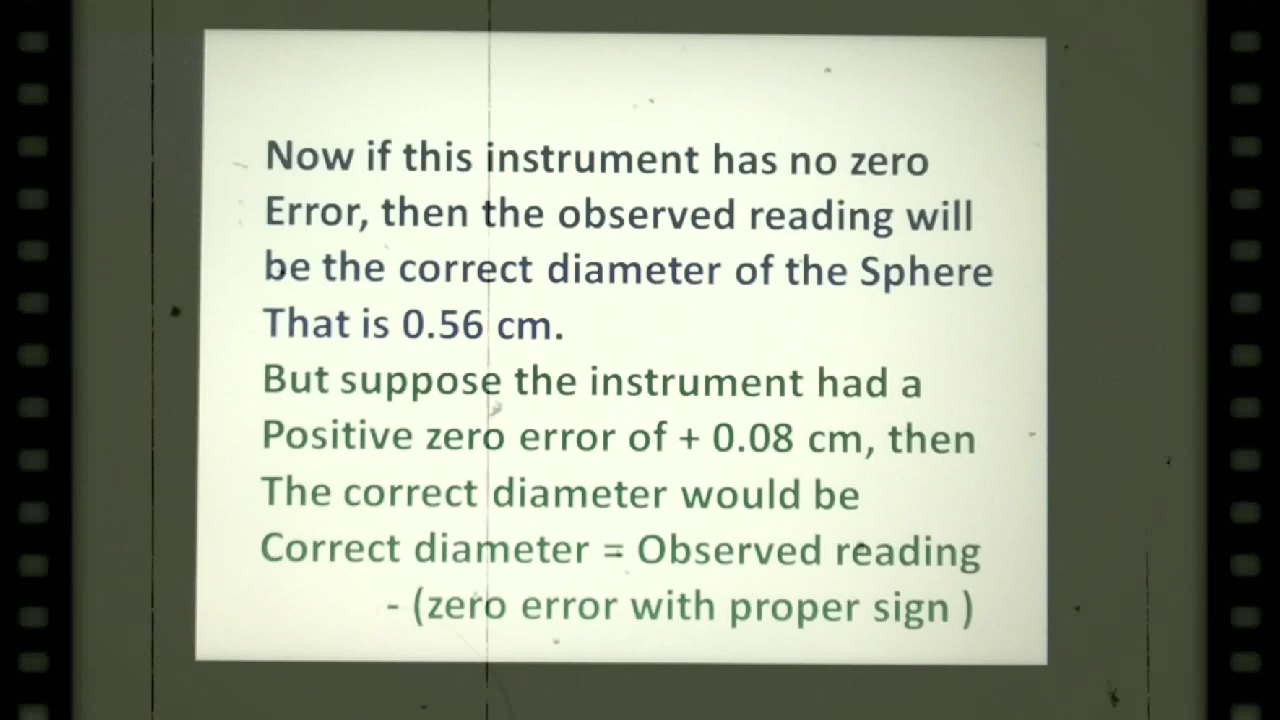 Now if this instrument has no zero
Error, then the observed reading will
be the correct diameter of the Sphere
That is 0.56 cm.
But suppose the instrument had a
Positive zero error of + 0.08 cm, then
The correct diameter would be
Correct diameter = Observed reading
- (zero error with proper sign )